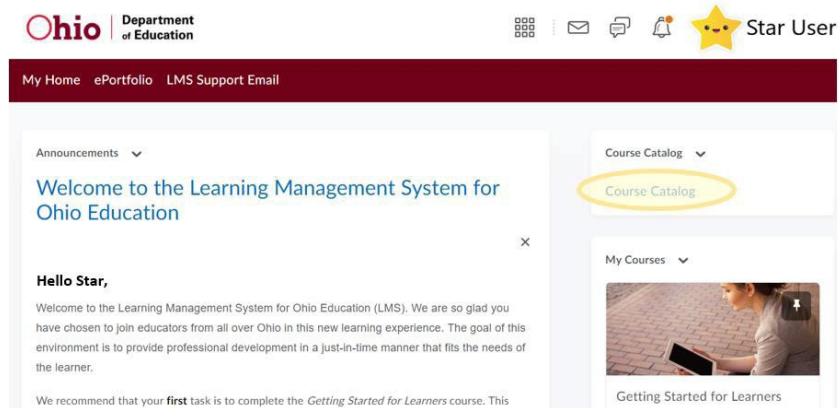 Ohio Department of Education
Star User
My Home ePortfolio LMS Support Email
Announcements
Welcome to the Learning Management System for
Ohio Education
Hello Star,
Welcome to the Learning Management System for Ohio Education (LMS). We are so glad you
have chosen to join educators from all over Ohio in this new learning experience. The goal of this
environment is to provide professional development in a just-in-time manner that fits the needs of
the learner.
We recommend that your first task is to complete the Getting Started for Learners course. This
Course Catalog
Course Catalog
My Courses
Getting Started for Learners